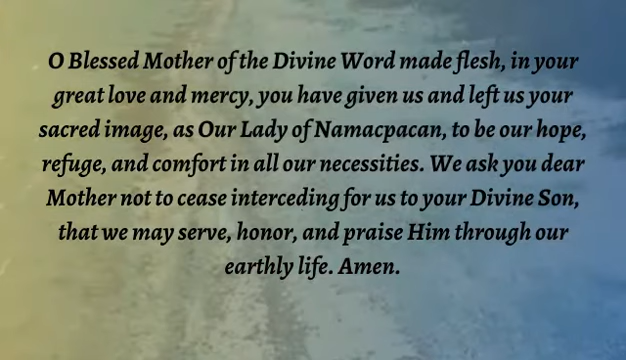 O Blessed Mother of the Divine Word made flesh, in your
great love and mercy, you have given us and left us your
sacred image, as Our Lady of Namacpacan, to be our hope,
refuge, and comfort in all our necessities. We ask you dear
Mother not to cease interceding for us to your Divine Son,
that we may serve, honor, and praise Him through our
earthly life. Amen.